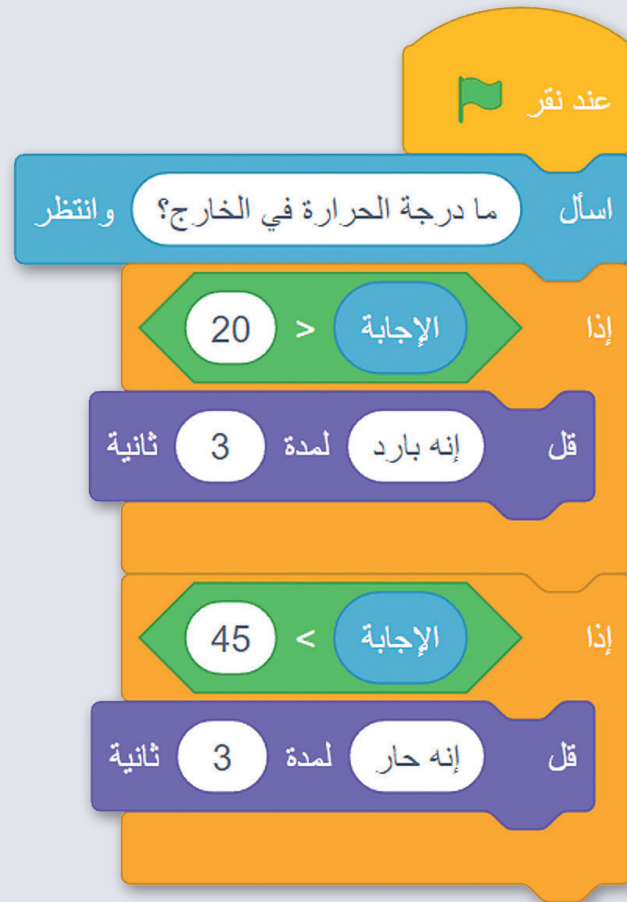 عند نقر
اسأل ما درجة الحرارة في الخارج؟ وانتظر
إذا الإجابة < 20
قل إنه بارد لمدة 3 ثانية
إذا الإجابة > 45
قل إنه حار لمدة 3 ثانية